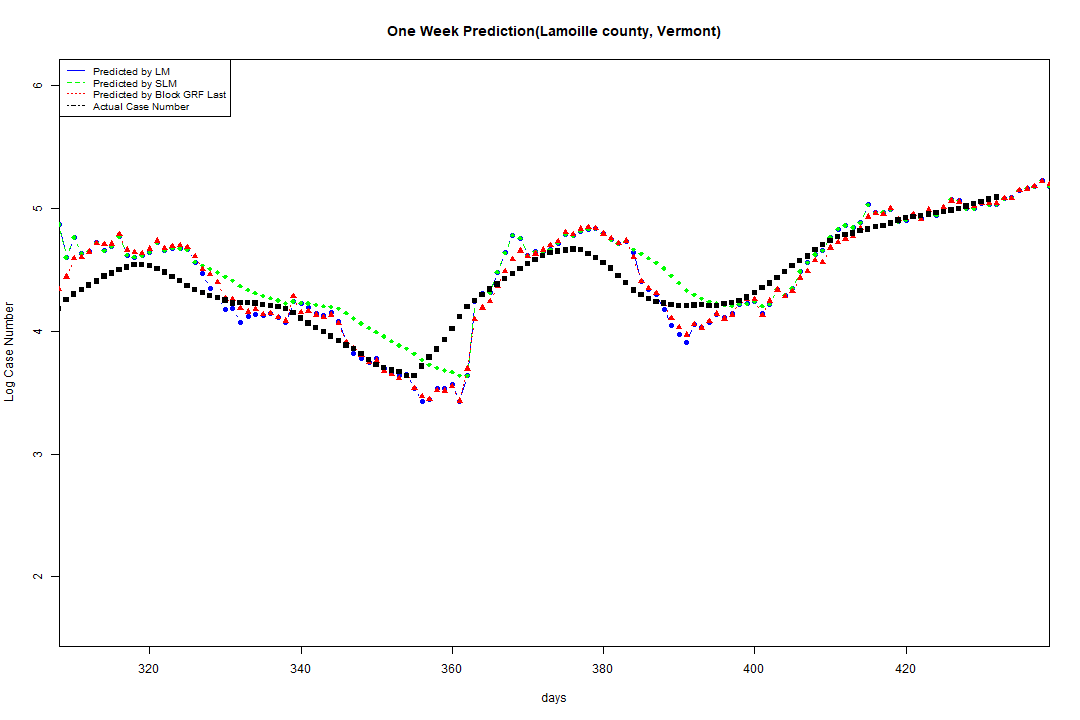 One Week Prediction(Lamoille county, Vermont)
Predicted by LM
Predicted by SLM
Predicted by Block GRF Last
Actual Case Number
Log Case Number
6
5
4
3
2
320 340 360 380 400 420
days